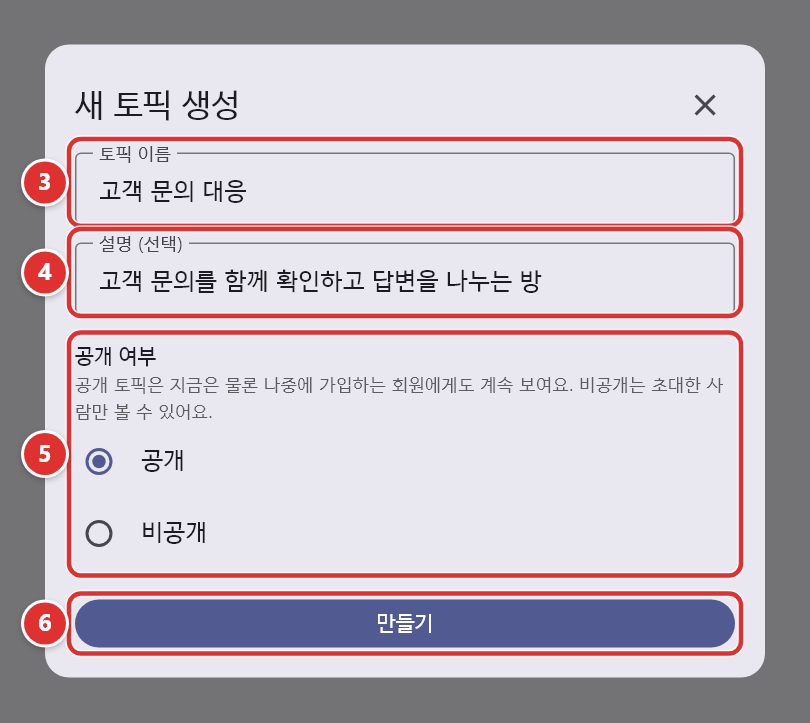 새 토픽 생성
토픽 이름
3
고객 문의 대응
설명 (선택)
4
고객 문의를 함께 확인하고 답변을 나누는 방
공개 여부
공개 토픽은 지금은 물론 나중에 가입하는 회원에게도 계속 보여요. 비공개는 초대한 사
람만 볼 수 있어요.
5
공개
비공개
6
만들기